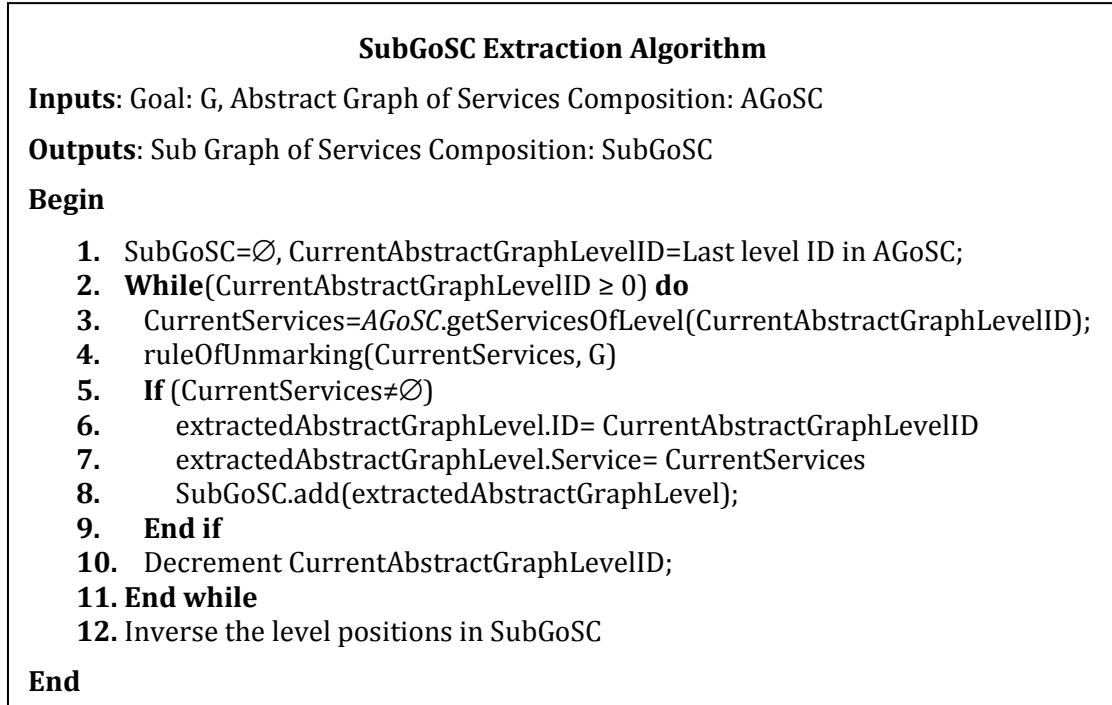 SubGoSC Extraction Algorithm
Inputs: Goal: G, Abstract Graph of Services Composition: AGoSC
Outputs: Sub Graph of Services Composition: SubGoSC
Begin
1. SubGoSC=∅, CurrentAbstractGraphLevelID=Last level ID in AGoSC;
2. While(CurrentAbstractGraphLevelID ≥ 0) do
3. CurrentServices=AGoSC.getServicesOfLevel(CurrentAbstractGraphLevelID);
4. ruleOfUnmarking(CurrentServices, G)
5. If (CurrentServices≠∅)
6. extractedAbstractGraphLevel.ID= CurrentAbstractGraphLevelID
7. extractedAbstractGraphLevel.Service= CurrentServices
8. SubGoSC.add(extractedAbstractGraphLevel);
9. End if
10. Decrement CurrentAbstractGraphLevelID;
11. End while
12. Inverse the level positions in SubGoSC
End